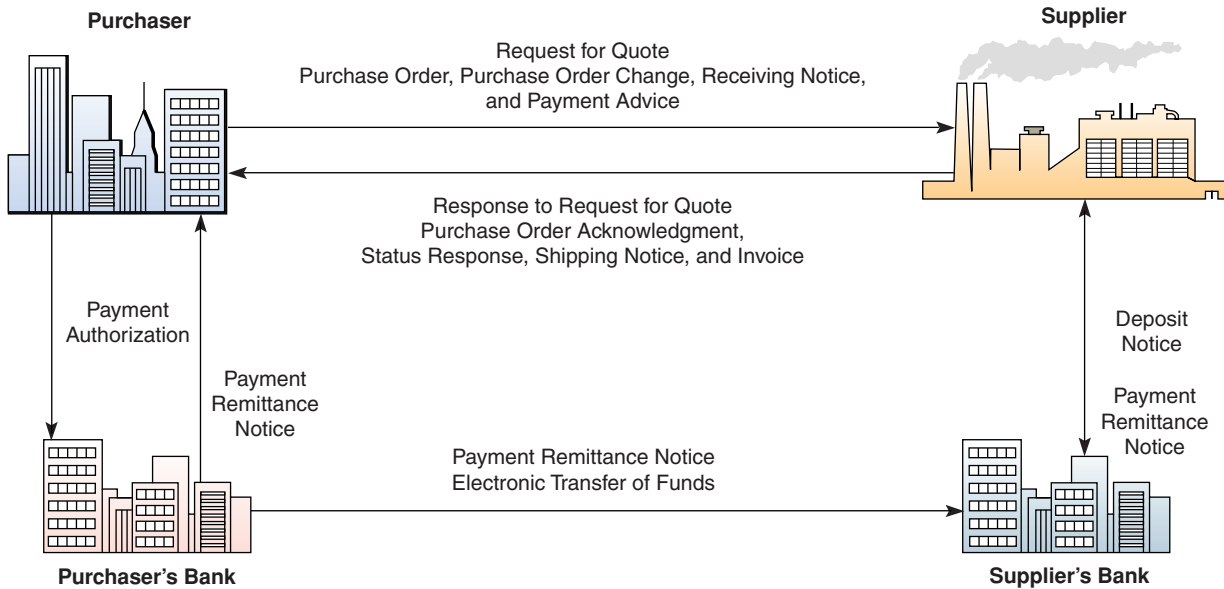 Purchaser
Supplier
Request for Quote
Purchase Order, Purchase Order Change, Receiving Notice,
and Payment Advice
Response to Request for Quote
Purchase Order Acknowledgment,
Status Response, Shipping Notice, and Invoice
Payment
Authorization
Payment
Remittance
Notice
Deposit
Notice
Payment
Remittance
Notice
Payment Remittance Notice
Electronic Transfer of Funds
Purchaser's Bank
Supplier's Bank